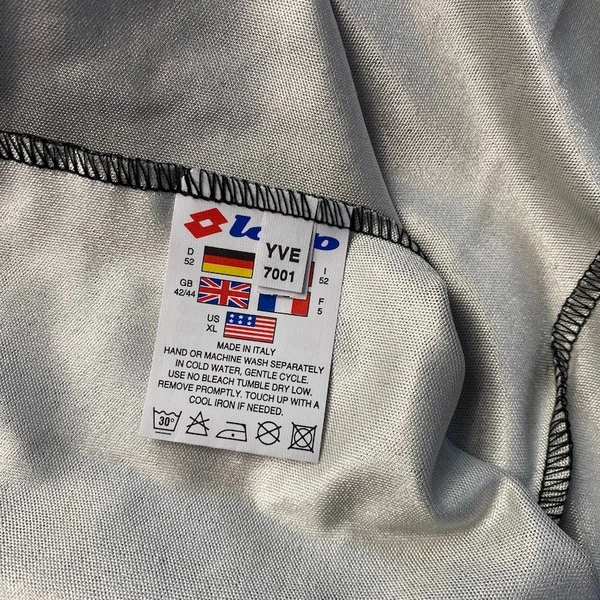 lo o
YVE
7001
D
52
I
52
GB
42/44
F
5
US
XL
MADE IN ITALY
HAND OR MACHINE WASH SEPARATELY
IN COLD WATER, GENTLE CYCLE.
USE NO BLEACH TUMBLE DRY LOW.
REMOVE PROMPTLY. TOUCH UP WITH A
COOL IRON IF NEEDED.
30°